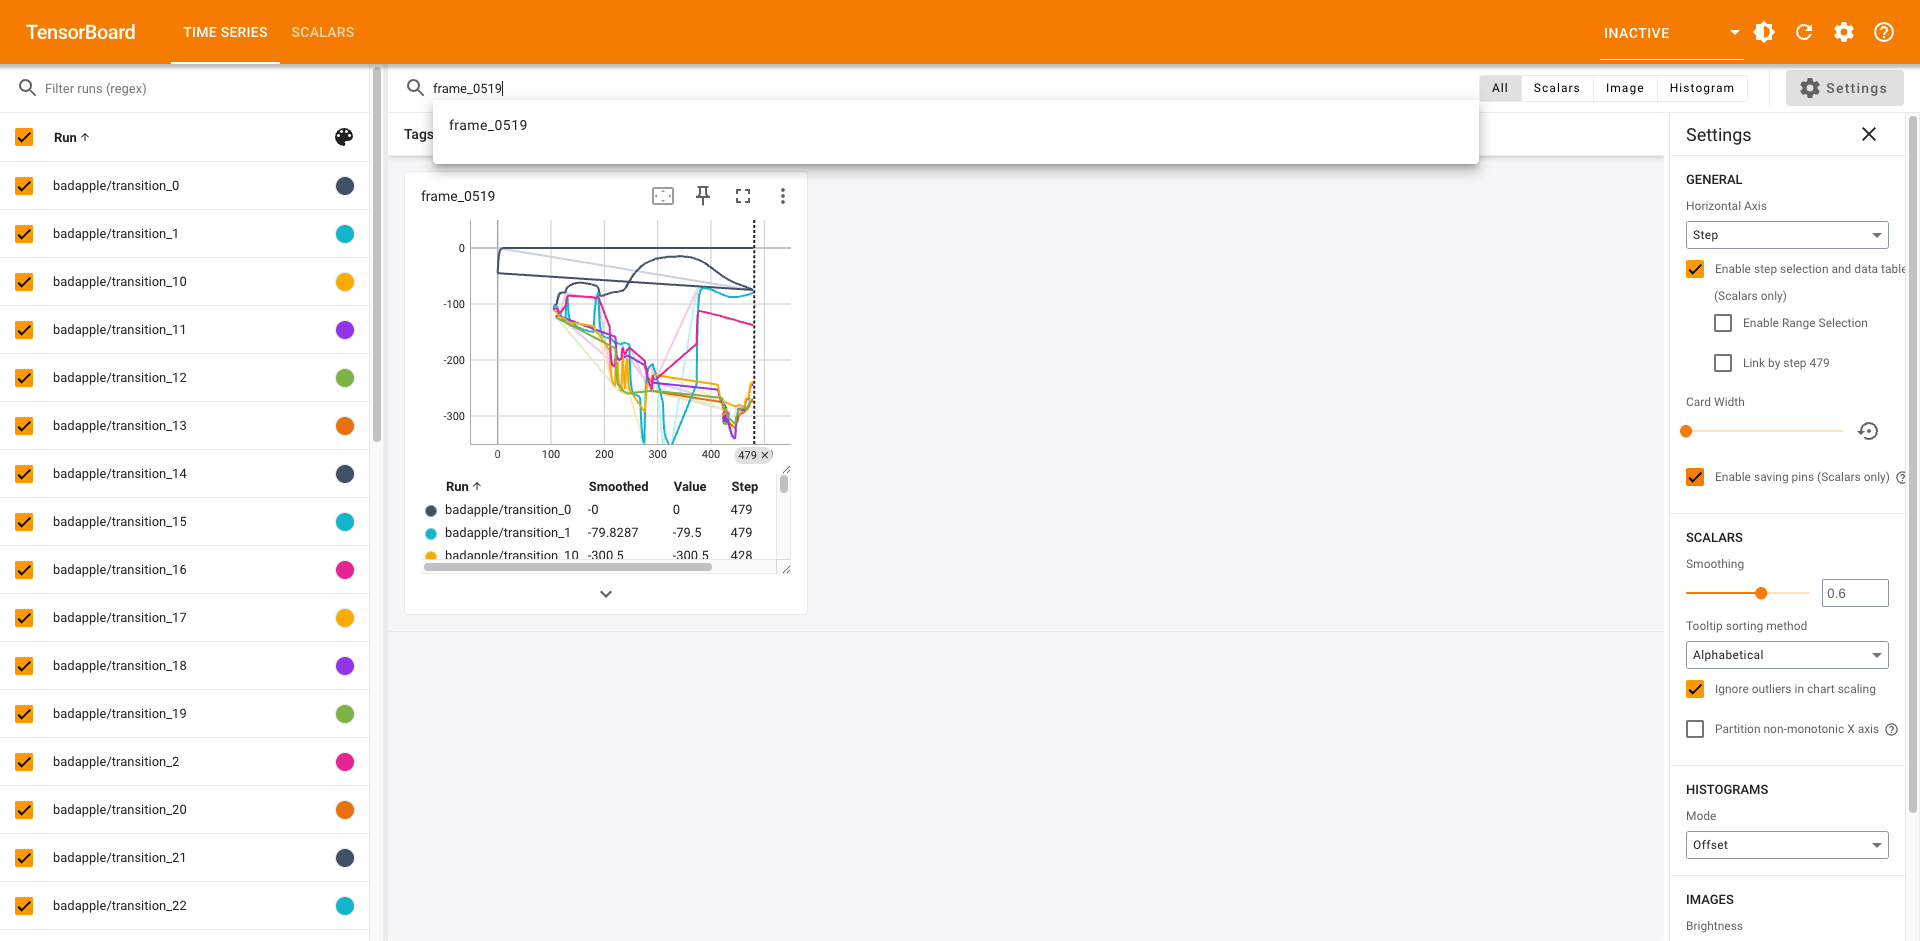 TensorBoard
TIME SERIES
SCALARS
INACTIVE
Filter runs (regex)
frame_0519
All
Scalars
Image
Histogram
Settings
frame_0519
Run
Tags
Settings
badapple/transition_0
badapple/transition_1
badapple/transition_10
badapple/transition_11
badapple/transition_12
badapple/transition_13
badapple/transition_14
badapple/transition_15
badapple/transition_16
badapple/transition_17
badapple/transition_18
badapple/transition_19
badapple/transition_2
badapple/transition_20
badapple/transition_21
badapple/transition_22
frame_0519
0
-100
-200
-300
0 100 200 300 400 479
Run Smoothed Value Step
badapple/transition_0 -0 0 479
badapple/transition_1 -79.8287 -79.5 479
badapple/transition_10 -300.5 -300.5 428
GENERAL
Horizontal Axis
Step
Enable step selection and data table
(Scalars only)
Enable Range Selection
Link by step 479
Card Width
Enable saving pins (Scalars only)
SCALARS
Smoothing
0.6
Tooltip sorting method
Alphabetical
Ignore outliers in chart scaling
Partition non-monotonic X axis
HISTOGRAMS
Mode
Offset
IMAGES
Brightness